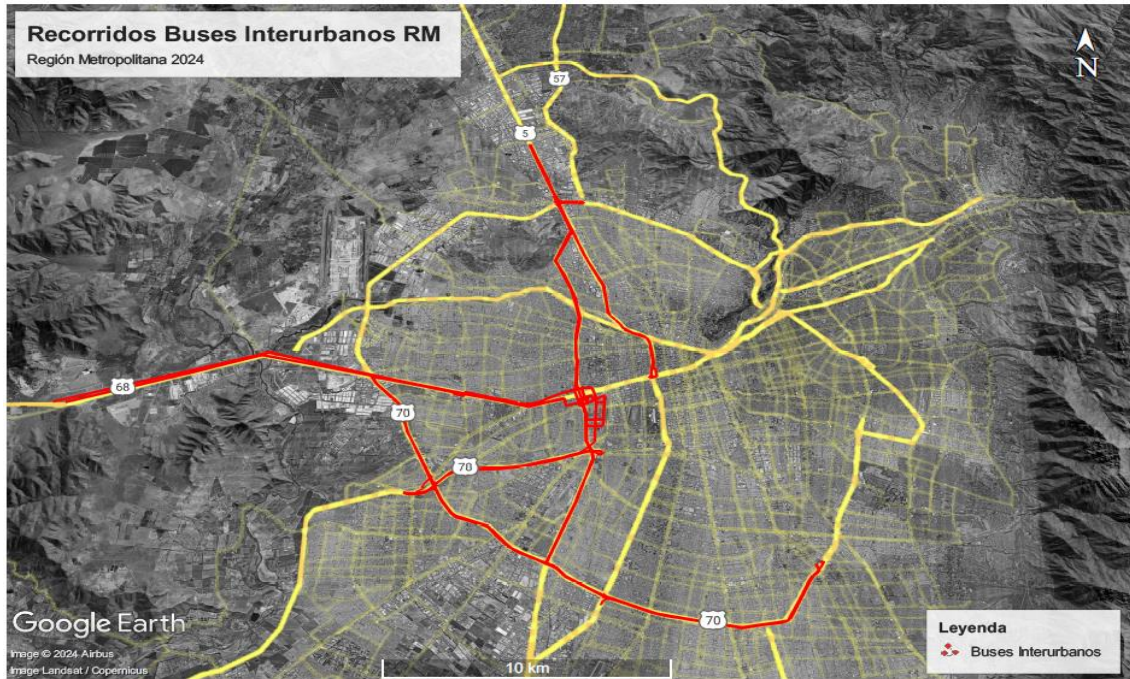 Recorridos Buses Interurbanos RM
Región Metropolitana 2024
N
57
5
68
70
70
70
Google Earth
Image © 2024 Airbus
Image Landsat / Copernicus
10 km
Leyenda
Buses Interurbanos